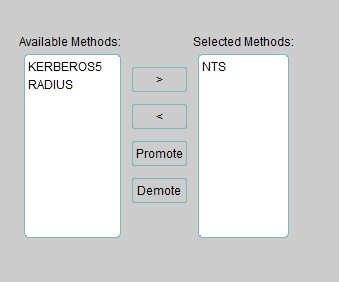 Available Methods:
Selected Methods:
KERBEROS5
RADIUS
>
<
Promote
Demote
NTS